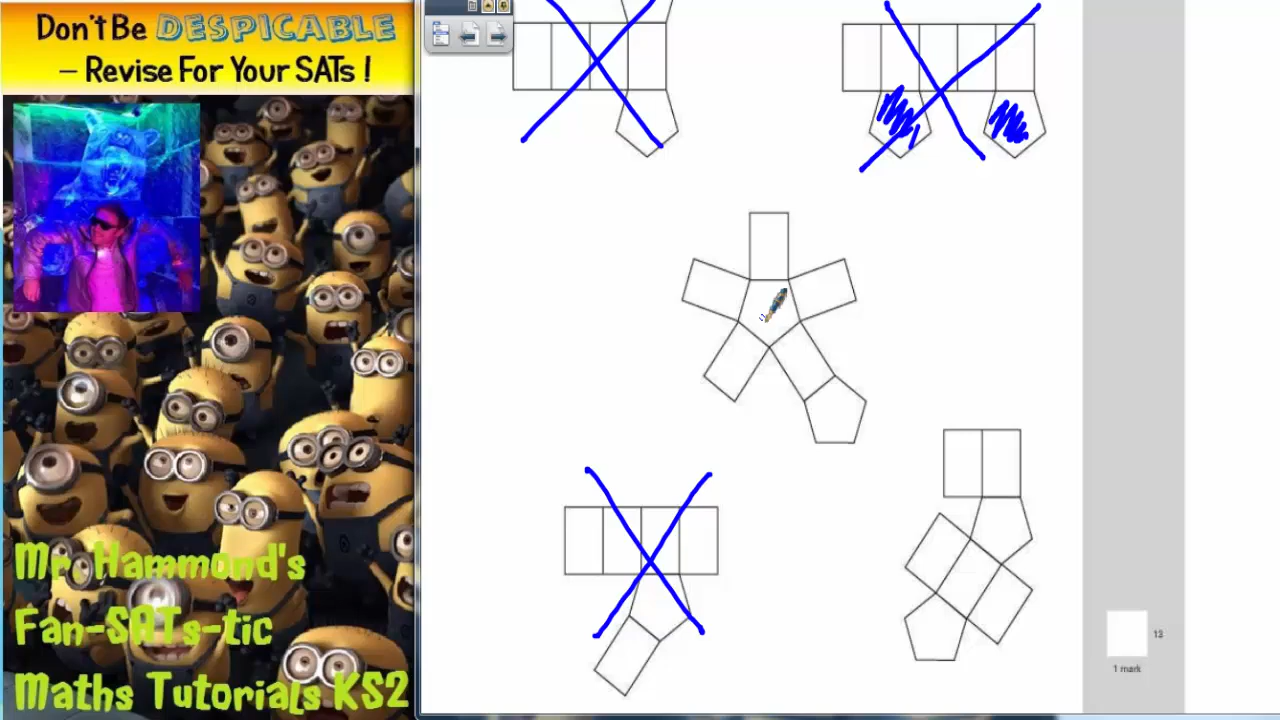 Don't Be DESPICABLE
– Revise For Your SATs !
Mr. Hammond's
Fan-SATs-tic
Maths Tutorials KS2
13
1 mark